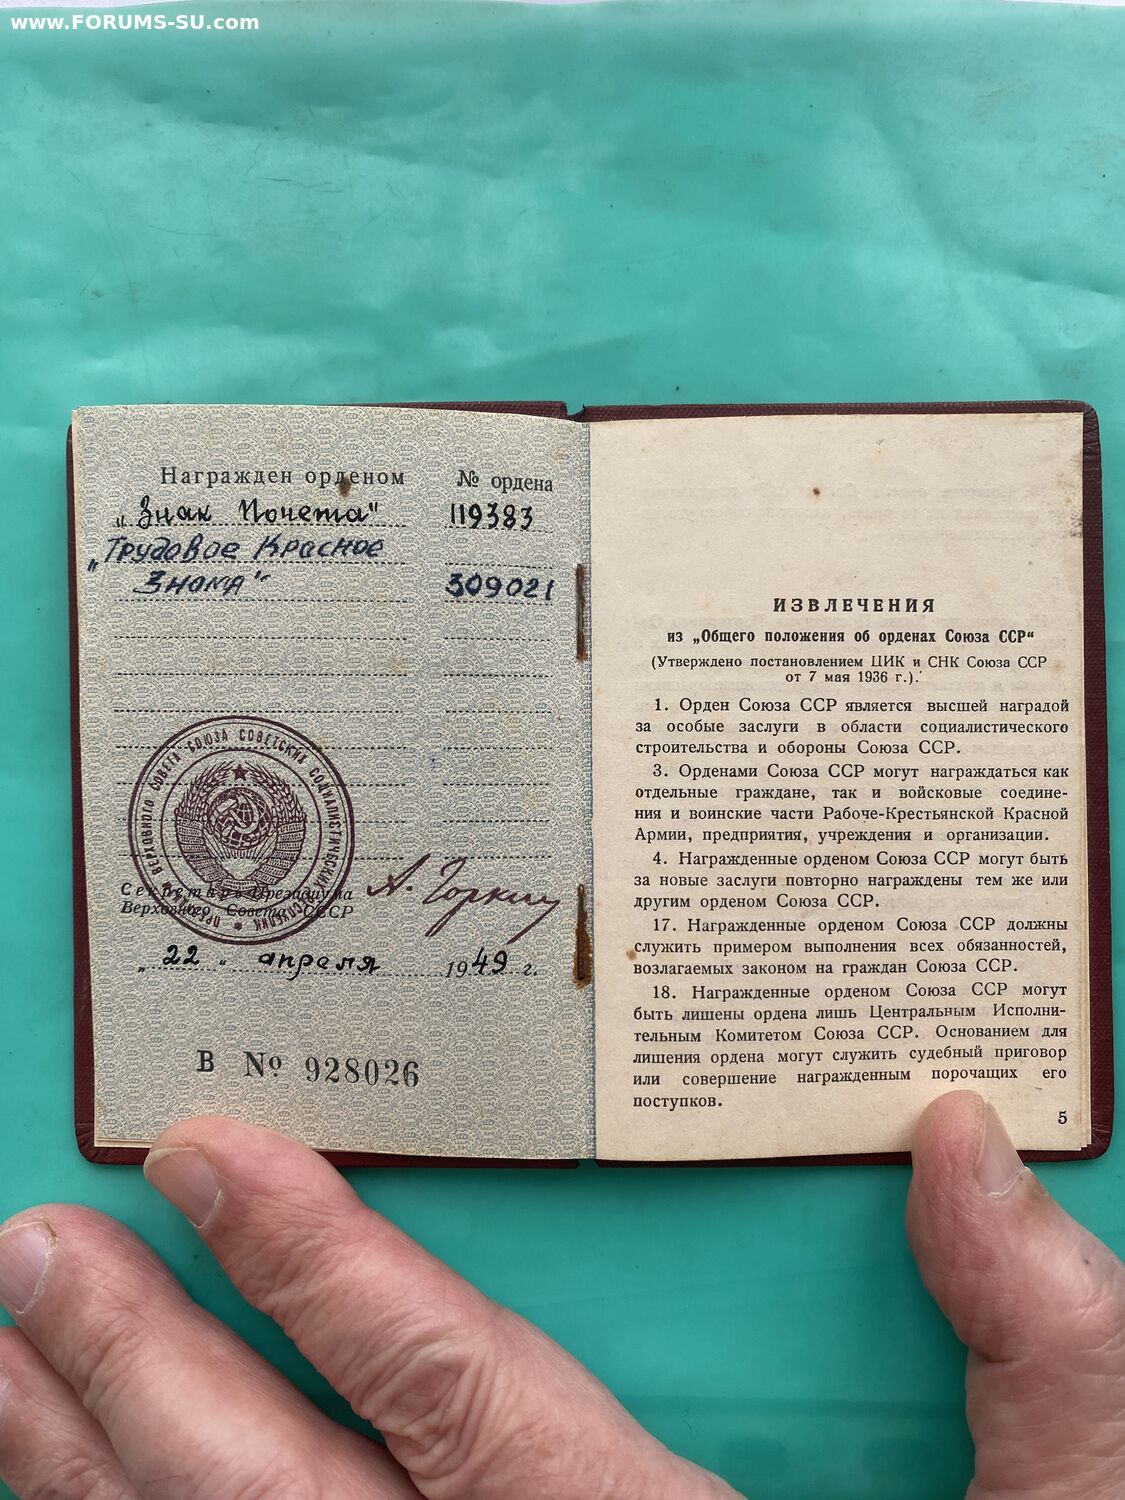 www.FORUMS-SU.com
Награжден орденом № ордена
„Знак Почета" 119383
„Трудовое Красное
Знамя" 309021
ВЕРХОВНОГО СОВЕТА СОЮЗА СОВЕТСКИХ СОЦИАЛИСТИЧЕСКИХ
Секретарь Президиума
Верховного Совета СССР
А. Горкин
„22" апреля 1949 г.
В № 928026
ИЗВЛЕЧЕНИЯ
из „Общего положения об орденах Союза ССР“
(Утверждено постановлением ЦИК и СНК Союза ССР
от 7 мая 1936 г.).
1. Орден Союза ССР является высшей наградой
за особые заслуги в области социалистического
строительства и обороны Союза ССР.
3. Орденами Союза ССР могут награждаться как
отдельные граждане, так и войсковые соедине-
ния и воинские части Рабоче-Крестьянской Красной
Армии, предприятия, учреждения и организации.
4. Награжденные орденом Союза ССР могут быть
за новые заслуги повторно награждены тем же или
другим орденом Союза ССР.
17. Награжденные орденом Союза ССР должны
служить примером выполнения всех обязанностей,
возлагаемых законом на граждан Союза ССР.
18. Награжденные орденом Союза ССР могут
быть лишены ордена лишь Центральным Исполни-
тельным Комитетом Союза ССР. Основанием для
лишения ордена могут служить судебный приговор
или совершение награжденным порочащих его
поступков.
5